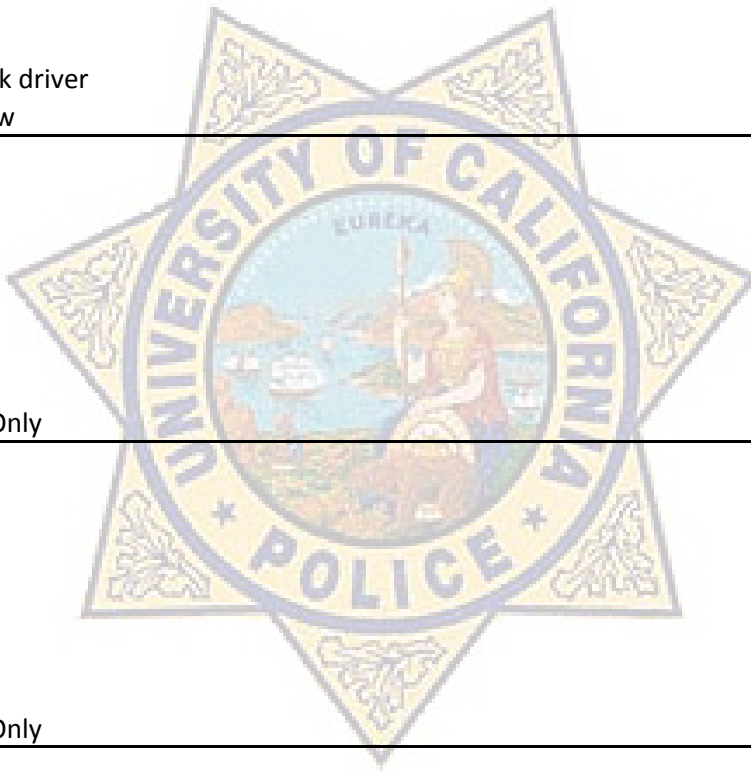 k driver
w
UNIVERSITY OF CALIFORNIA
EUREKA
Only
* POLICE *
Only